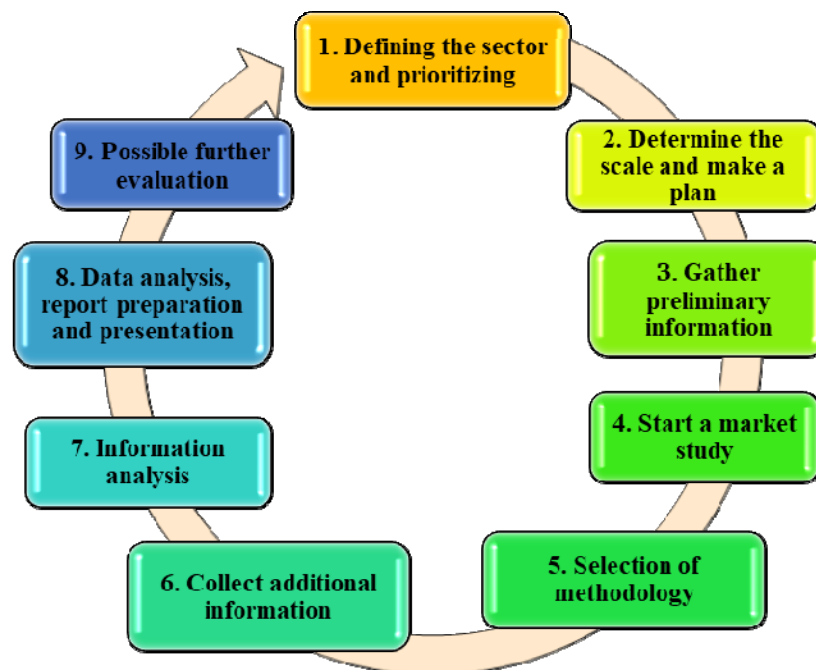 1. Defining the sector
and prioritizing
2. Determine the
scale and make a
plan
3. Gather
preliminary
information
4. Start a market
study
5. Selection of
methodology
6. Collect additional
information
7. Information
analysis
8. Data analysis,
report preparation
and presentation
9. Possible further
evaluation